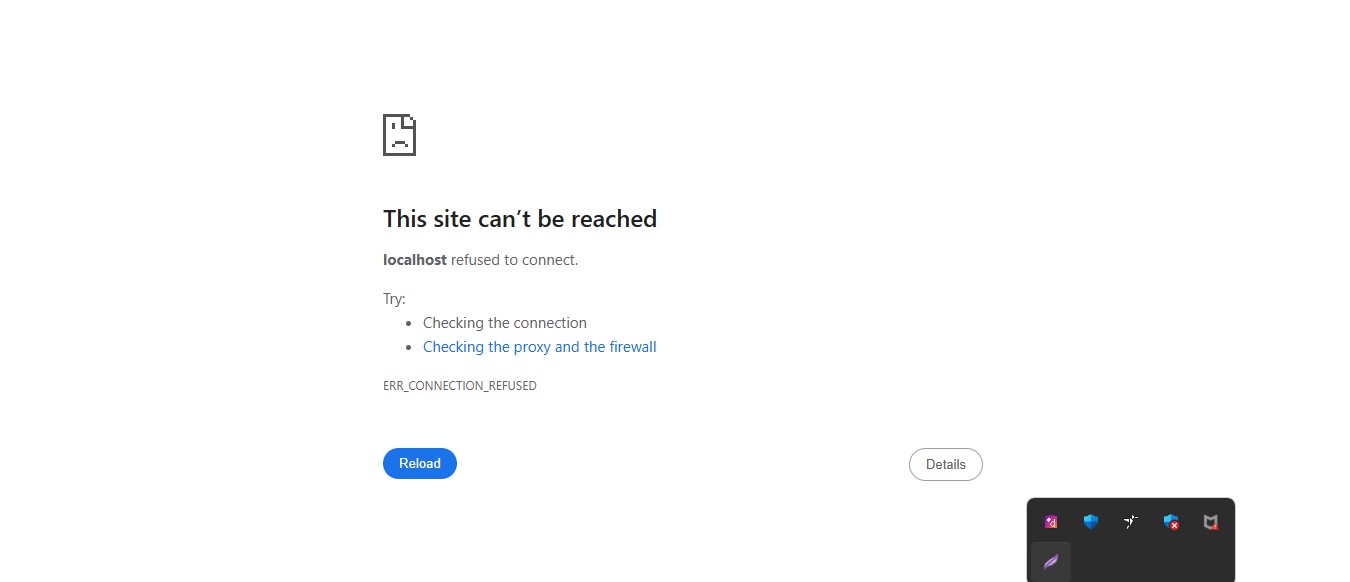 This site can’t be reached
localhost refused to connect.
Try:
Checking the connection
Checking the proxy and the firewall
ERR_CONNECTION_REFUSED
Reload
Details